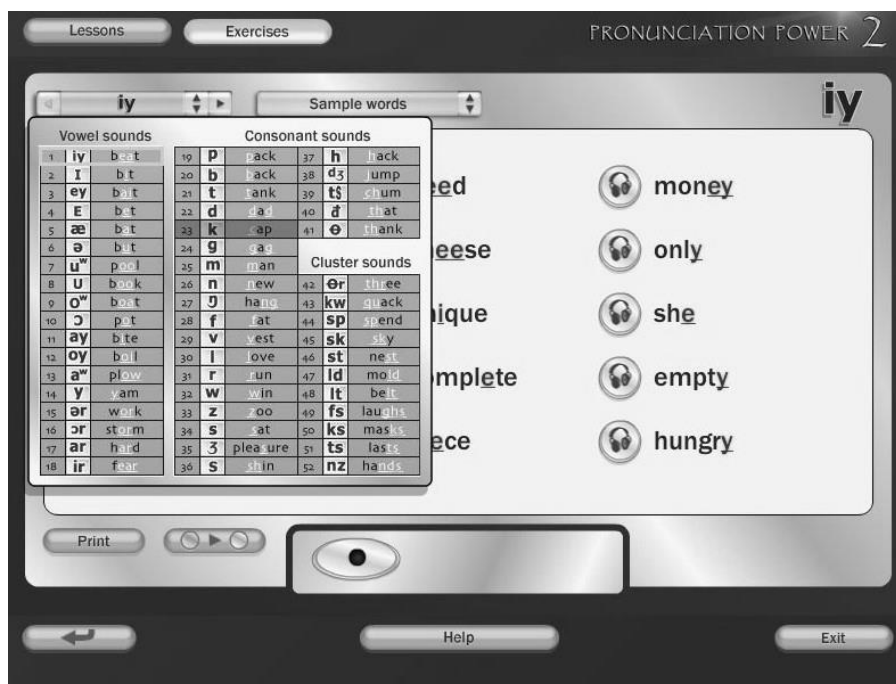 Lessons
Exercises
PRONUNCIATION POWER 2
iy
Sample words
iy
Vowel sounds
1 iy beat
2 I bit
3 ey bait
4 E bet
5 æ bat
6 ə but
7 uʷ pool
8 U book
9 oʷ boat
10 ɔ pot
11 ay bite
12 oy boil
13 aʷ plow
14 y yam
15 ər work
16 ɔr storm
17 ar hard
18 ir fear
Consonant sounds
19 p pack
20 b back
21 t tank
22 d dad
23 k cap
24 g gag
25 m man
26 n new
27 ŋ hang
28 f fat
29 v vest
30 l love
31 r run
32 w win
33 z zoo
34 s sat
35 ʒ pleasure
36 s shin
37 h hack
38 dʒ jump
39 tŝ chum
40 đ that
41 ɵ thank
Cluster sounds
42 ɵr three
43 kw quack
44 sp spend
45 sk sky
46 st nest
47 ld mold
48 lt belt
49 fs laughs
50 ks masks
51 ts lasts
52 nz hands
eed
eese
ique
mplete
ece
money
only
she
empty
hungry
Print
Help
Exit